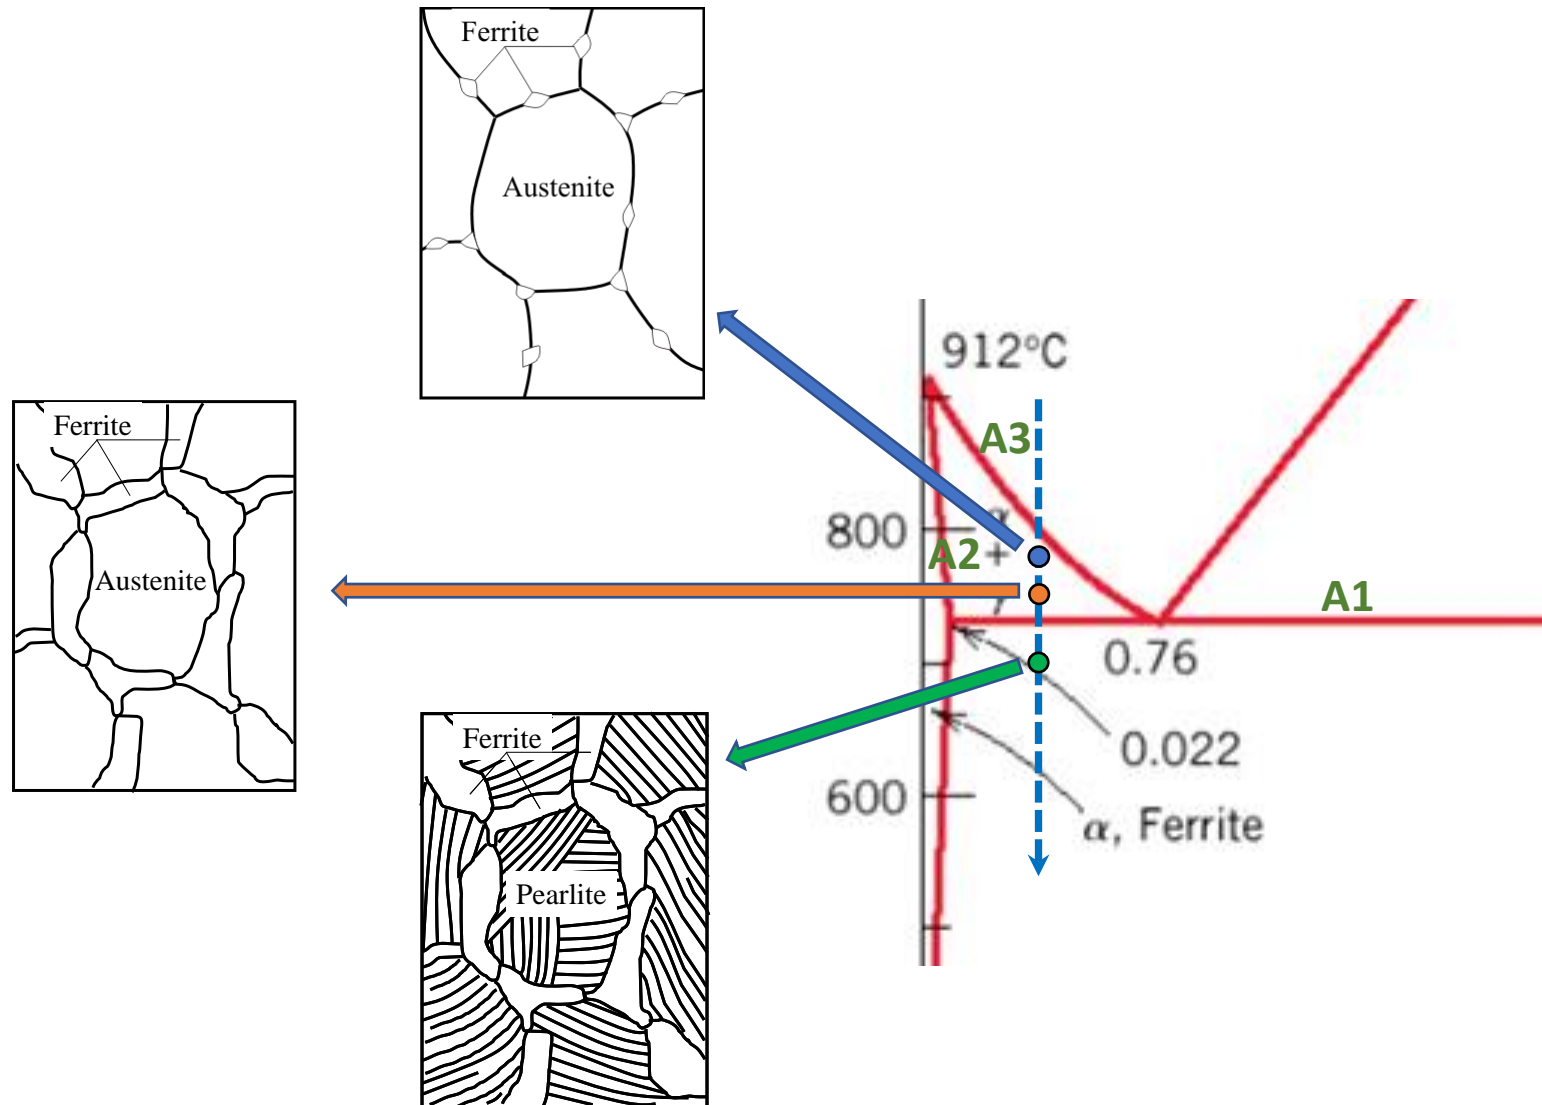 Ferrite
Austenite
Ferrite
Austenite
Ferrite
Pearlite
912°C
A3
α
800
A2
+
A1
0.76
0.022
600
α, Ferrite